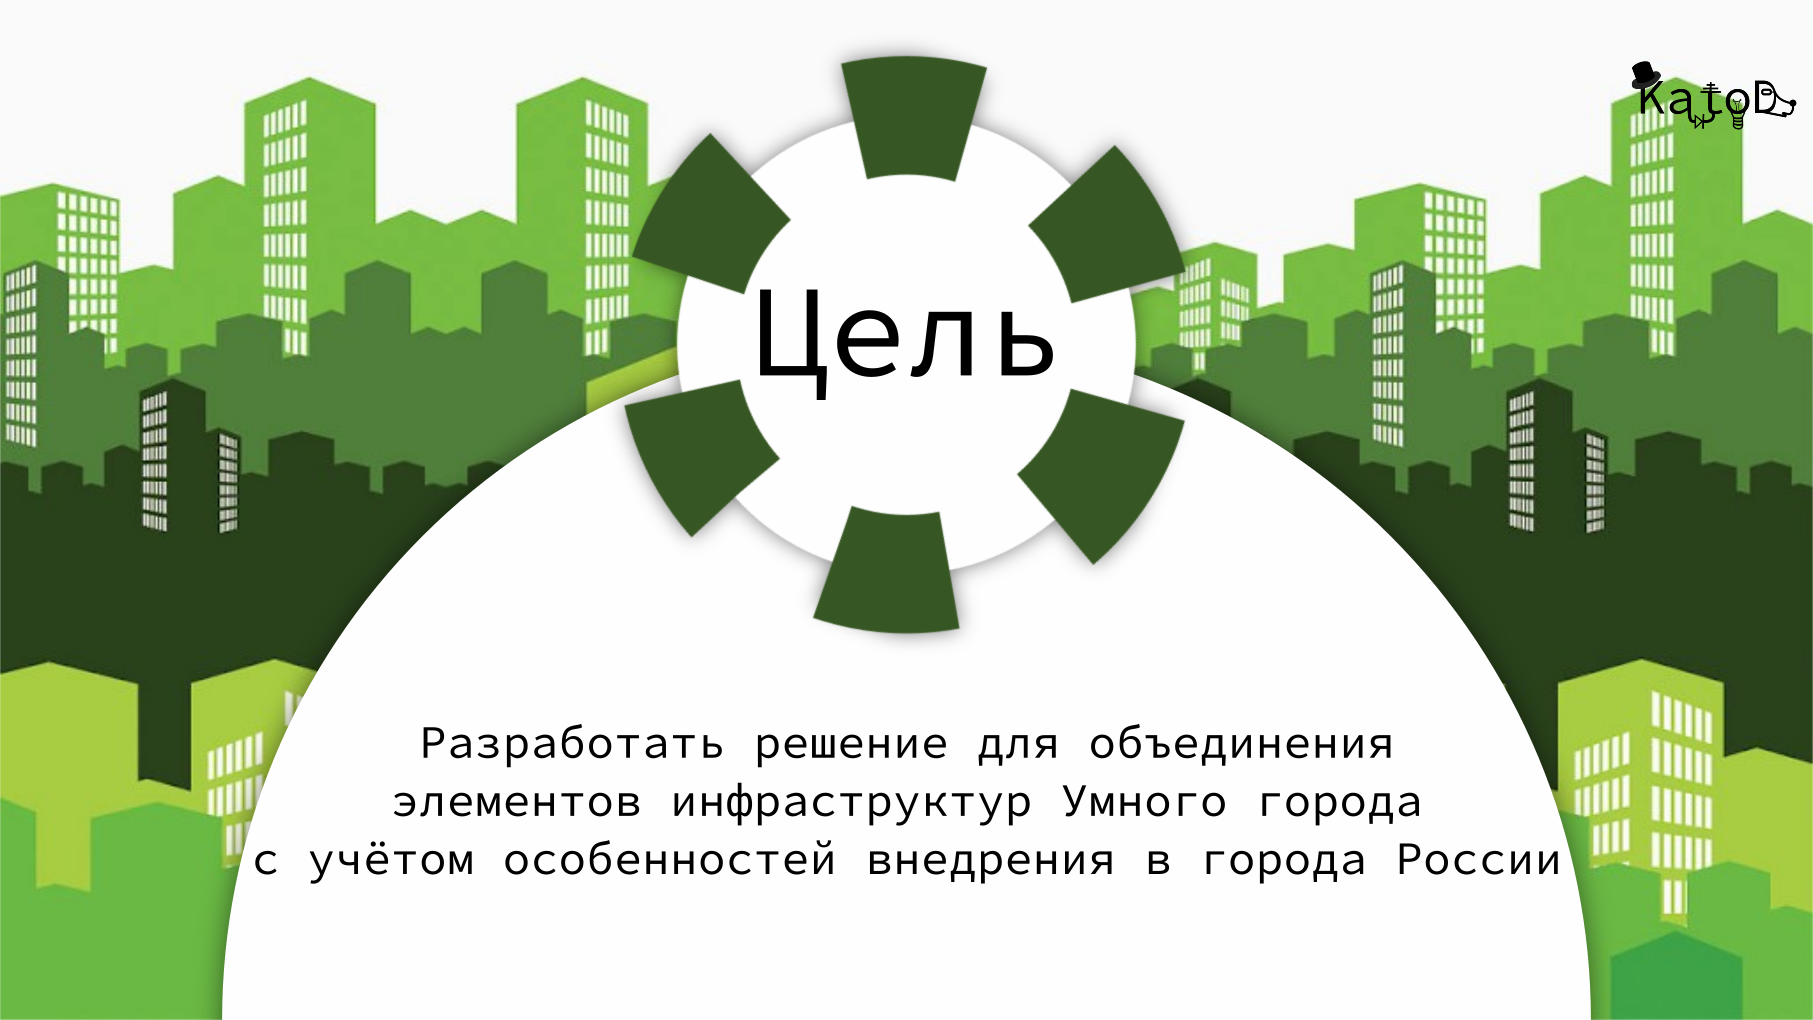 KatoD
Цель
Разработать решение для объединения
элементов инфраструктур Умного города
с учётом особенностей внедрения в города России